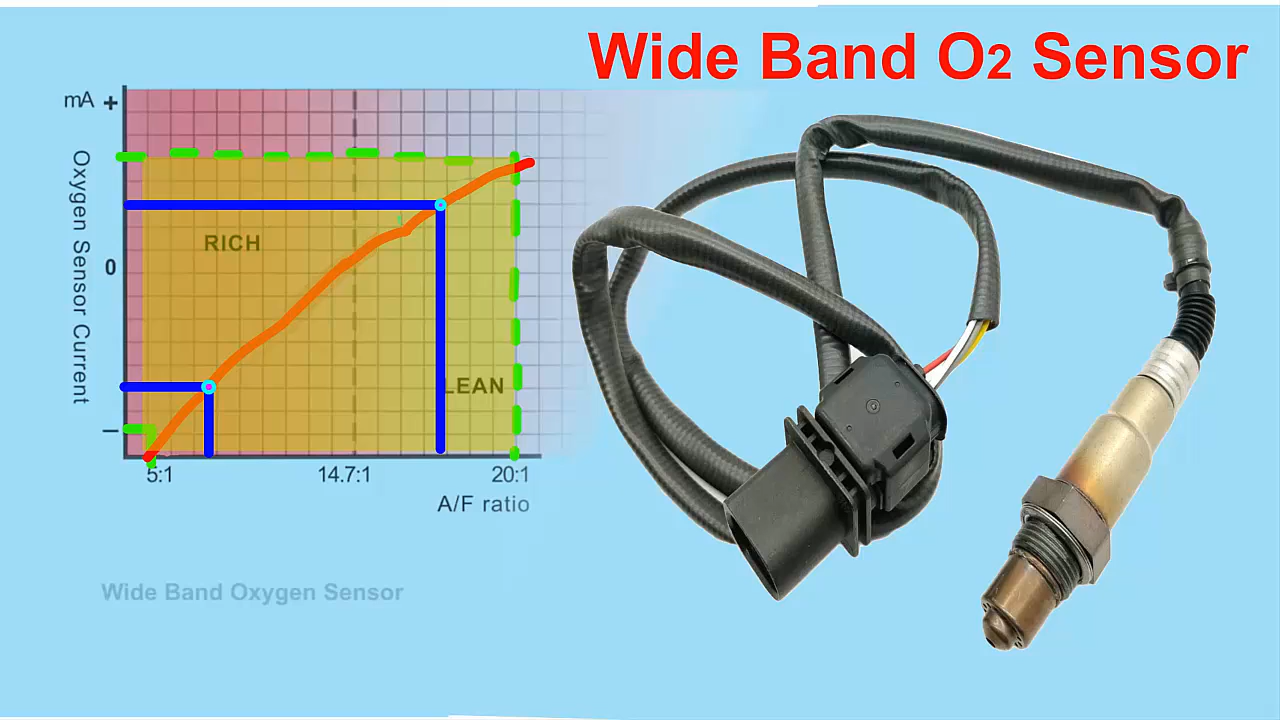 Wide Band O2 Sensor
mA +
Oxygen Sensor Current
0
–
RICH
LEAN
5:1 14.7:1 20:1
A/F ratio
Wide Band Oxygen Sensor